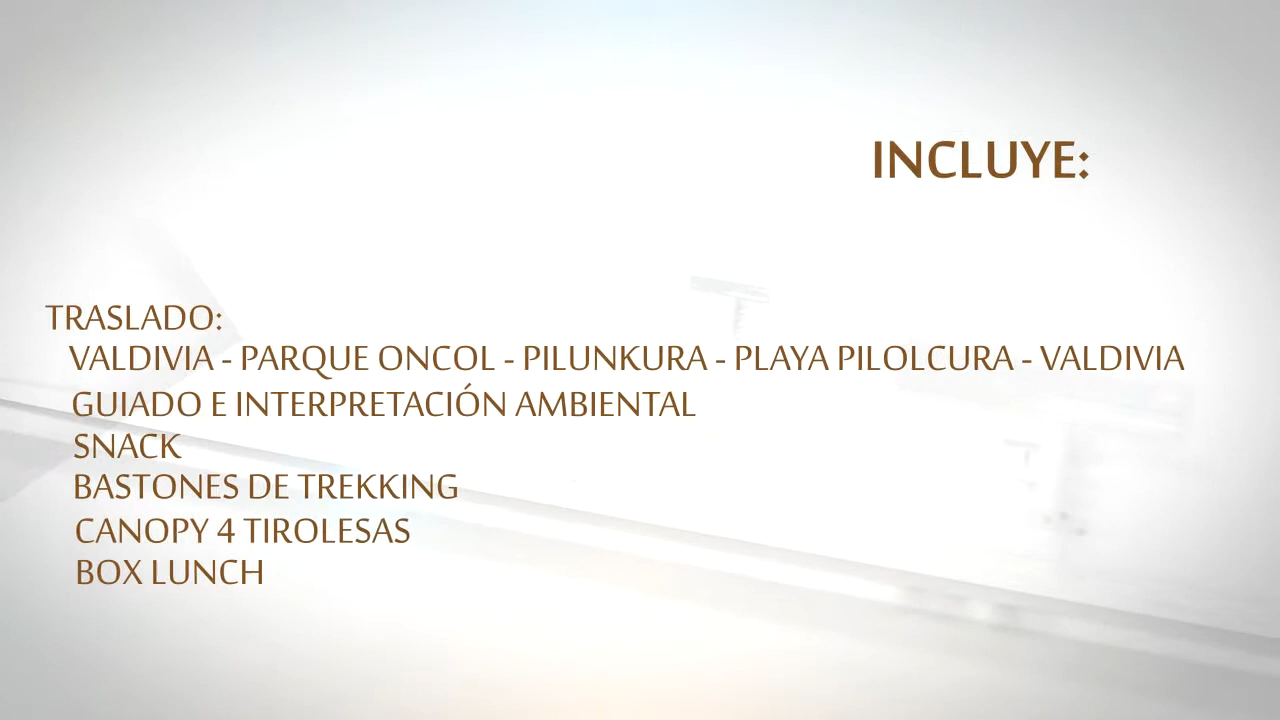 INCLUYE:
TRASLADO:
VALDIVIA - PARQUE ONCOL - PILUNKURA - PLAYA PILOLCURA - VALDIVIA
GUIADO E INTERPRETACIÓN AMBIENTAL
SNACK
BASTONES DE TREKKING
CANOPY 4 TIROLESAS
BOX LUNCH